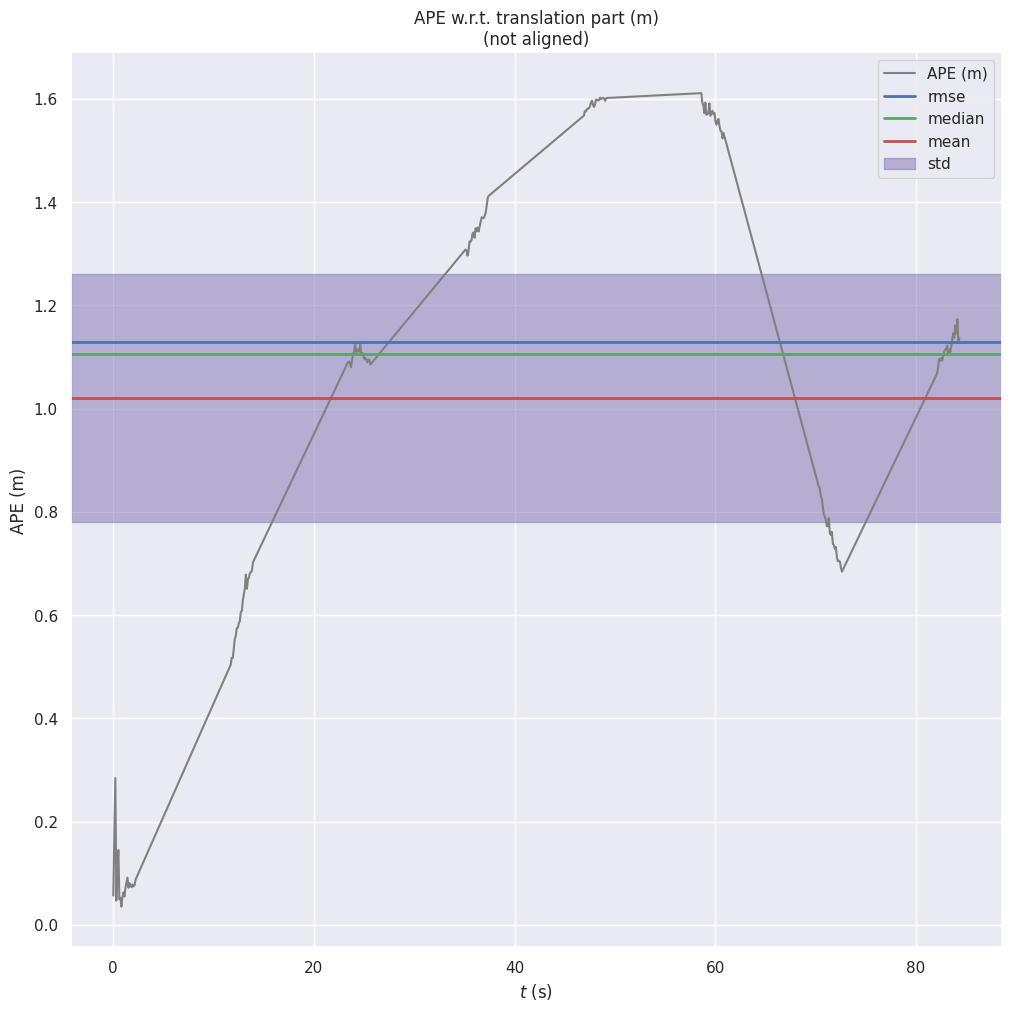 APE w.r.t. translation part (m)
(not aligned)
APE (m)
rmse
median
mean
std
APE (m)
1.6
1.4
1.2
1.0
0.8
0.6
0.4
0.2
0.0
0 20 40 60 80
t (s)